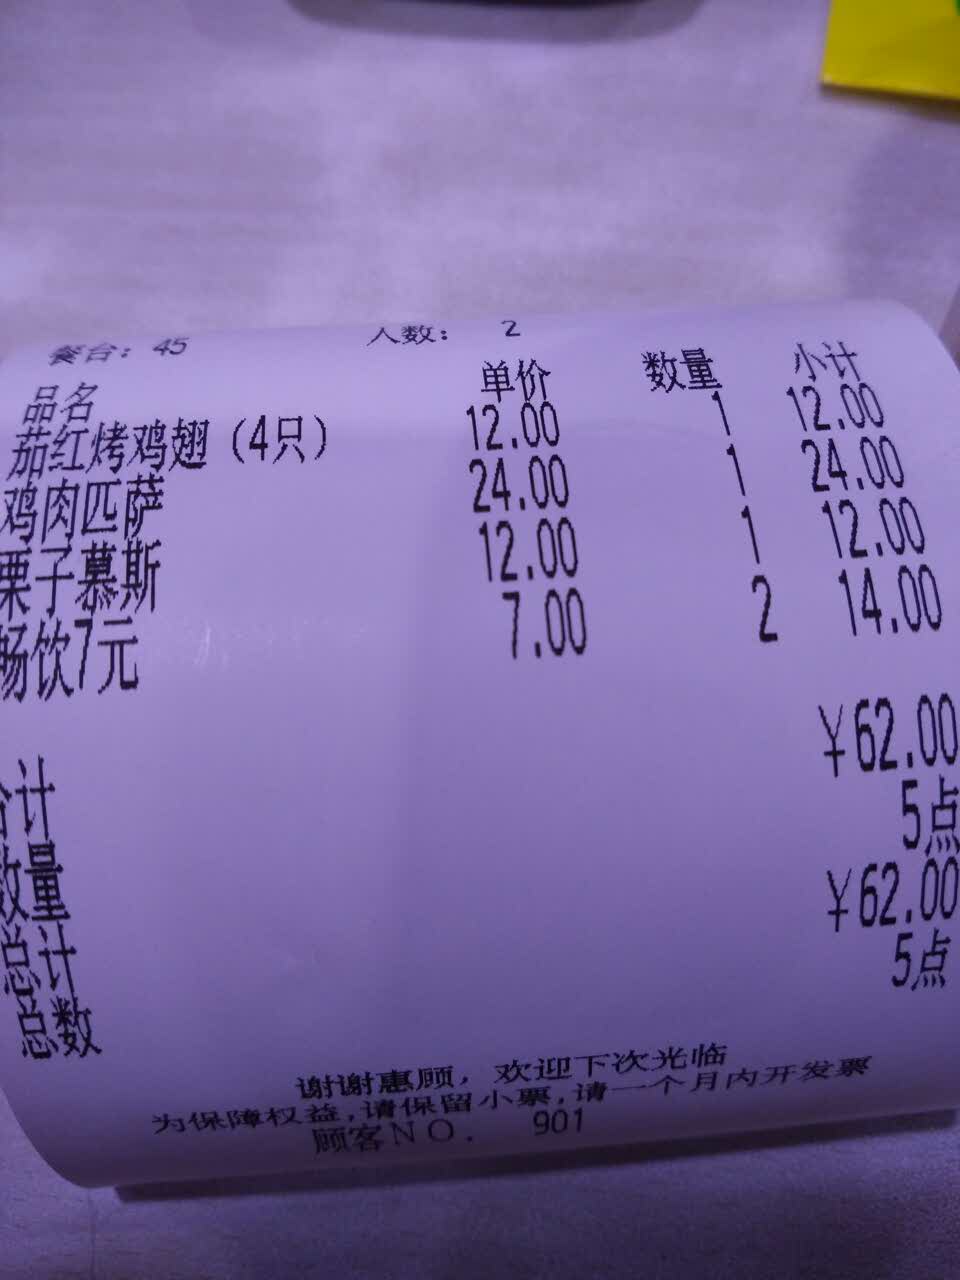 餐台: 45 人数: 2
品名 单价 数量 小计
茄红烤鸡翅 (4只) 12.00 1 12.00
鸡肉匹萨 24.00 1 24.00
栗子慕斯 12.00 1 12.00
畅饮7元 7.00 2 14.00
合计 ¥62.00
数量 5点
总计 ¥62.00
总数 5点
谢谢惠顾, 欢迎下次光临
为保障权益,请保留小票,请一个月内开发票
顾客NO. 901